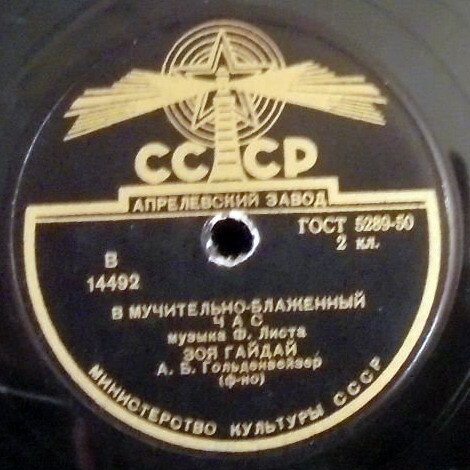 СССР
АПРЕЛЕВСКИЙ ЗАВОД
ГОСТ 5289-50
2 кл.
В
14492
В МУЧИТЕЛЬНО-БЛАЖЕННЫЙ
ЧАС
музыка Ф. Листа
ЗОЯ ГАЙДАЙ
А. Б. Гольденвейзер
(ф-но)
МИНИСТЕРСТВО КУЛЬТУРЫ СССР